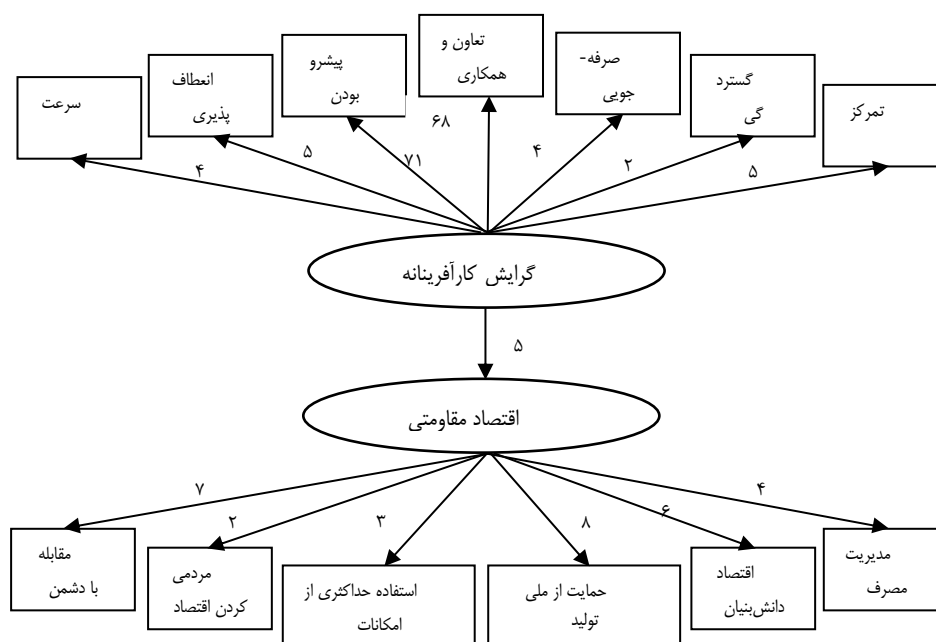 تعاون و
همکاری
پیشرو
بودن
صرفه-
جویی
انعطاف
پذیری
گسترد
گی
سرعت
تمرکز
۶۸
۷۱
۴
۵
۲
۵
۴
گرایش کارآفرینانه
۵
اقتصاد مقاومتی
۷
۲
۳
۸
۶
۴
مقابله
با دشمن
مردمی
کردن اقتصاد
استفاده حداکثری از
امکانات
حمایت از ملی
تولید
اقتصاد
دانش‌بنیان
مدیریت
مصرف